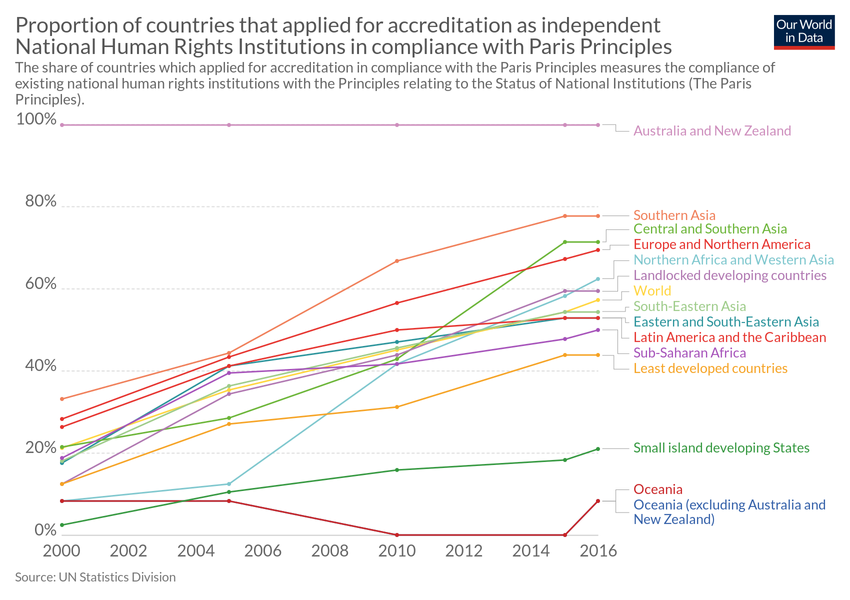 Proportion of countries that applied for accreditation as independent
National Human Rights Institutions in compliance with Paris Principles
Our World
in Data
The share of countries which applied for accreditation in compliance with the Paris Principles measures the compliance of
existing national human rights institutions with the Principles relating to the Status of National Institutions (The Paris
Principles).
100%
80%
60%
40%
20%
0%
Australia and New Zealand
Southern Asia
Central and Southern Asia
Europe and Northern America
Northern Africa and Western Asia
Landlocked developing countries
World
South-Eastern Asia
Eastern and South-Eastern Asia
Latin America and the Caribbean
Sub-Saharan Africa
Least developed countries
Small island developing States
Oceania
Oceania (excluding Australia and
New Zealand)
2000 2002 2004 2006 2008 2010 2012 2014 2016
Source: UN Statistics Division